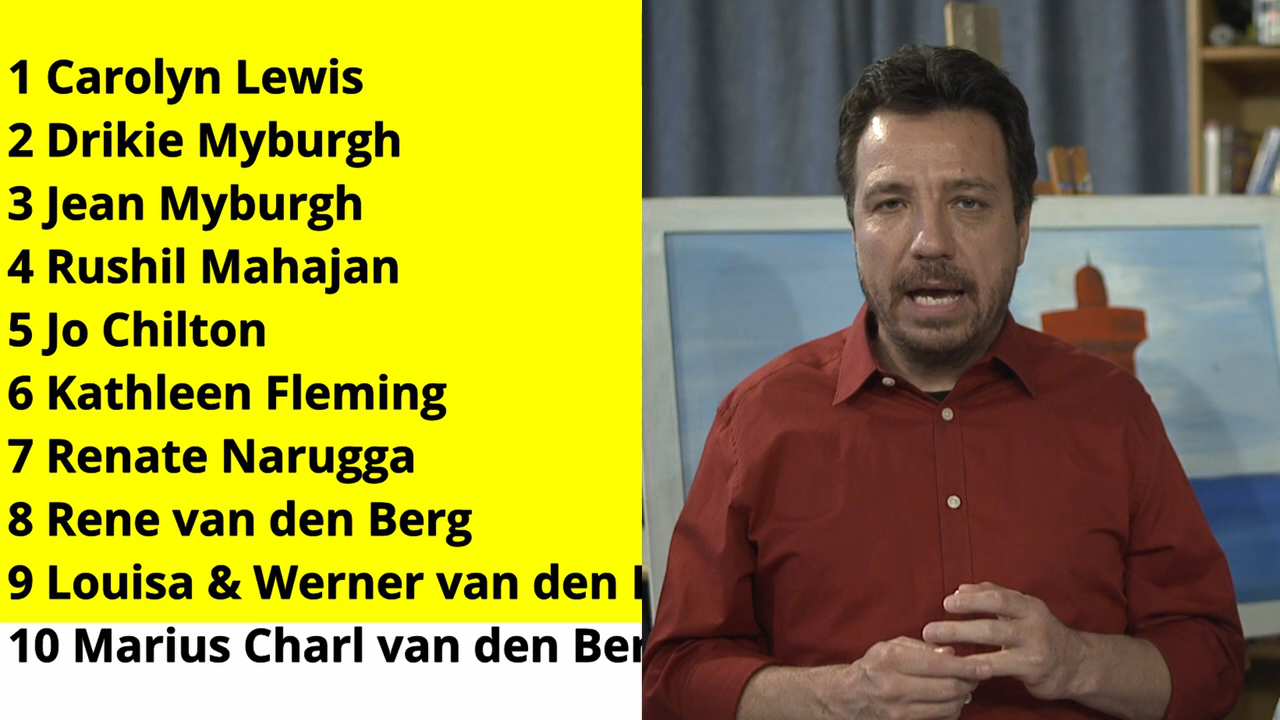 1 Carolyn Lewis
2 Drikie Myburgh
3 Jean Myburgh
4 Rushil Mahajan
5 Jo Chilton
6 Kathleen Fleming
7 Renate Narugga
8 Rene van den Berg
9 Louisa & Werner van den
10 Marius Charl van den Ber